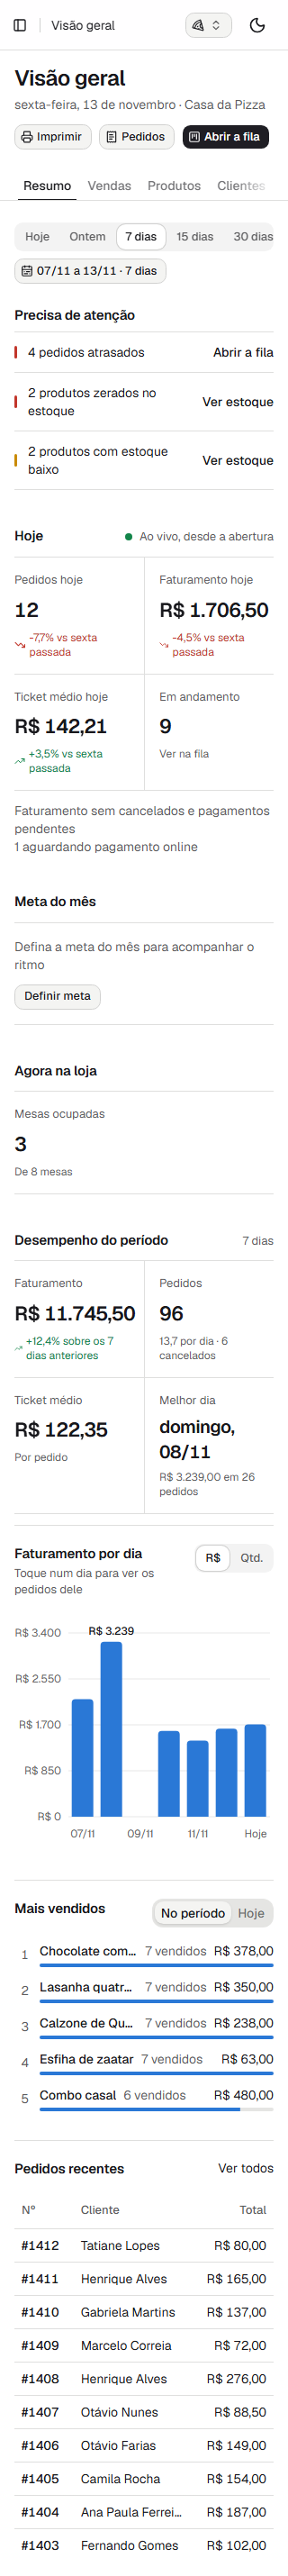 Visão geral
Visão geral
sexta-feira, 13 de novembro · Casa da Pizza
Imprimir Pedidos Abrir a fila
Resumo Vendas Produtos Clientes
Hoje Ontem 7 dias 15 dias 30 dias
07/11 a 13/11 · 7 dias
Precisa de atenção
4 pedidos atrasados Abrir a fila
2 produtos zerados no
estoque
Ver estoque
2 produtos com estoque
baixo
Ver estoque
Hoje Ao vivo, desde a abertura
Pedidos hoje
12
-7,7% vs sexta
passada
Faturamento hoje
R$ 1.706,50
-4,5% vs sexta
passada
Ticket médio hoje
R$ 142,21
+3,5% vs sexta
passada
Em andamento
9
Ver na fila
Faturamento sem cancelados e pagamentos
pendentes
1 aguardando pagamento online
Meta do mês
Defina a meta do mês para acompanhar o
ritmo
Definir meta
Agora na loja
Mesas ocupadas
3
De 8 mesas
Desempenho do período 7 dias
Faturamento
R$ 11.745,50
+12,4% sobre os 7
dias anteriores
Pedidos
96
13,7 por dia · 6
cancelados
Ticket médio
R$ 122,35
Por pedido
Melhor dia
domingo,
08/11
R$ 3.239,00 em 26
pedidos
Faturamento por dia
Toque num dia para ver os
pedidos dele
R$ Qtd.
R$ 3.400
R$ 3.239
R$ 2.550
R$ 1.700
R$ 850
R$ 0
07/11 09/11 11/11 Hoje
Mais vendidos No período Hoje
1 Chocolate com... 7 vendidos R$ 378,00
2 Lasanha quatr... 7 vendidos R$ 350,00
3 Calzone de Qu... 7 vendidos R$ 238,00
4 Esfiha de zaatar 7 vendidos R$ 63,00
5 Combo casal 6 vendidos R$ 480,00
Pedidos recentes Ver todos
Nº Cliente Total
#1412 Tatiane Lopes R$ 80,00
#1411 Henrique Alves R$ 165,00
#1410 Gabriela Martins R$ 137,00
#1409 Marcelo Correia R$ 72,00
#1408 Henrique Alves R$ 276,00
#1407 Otávio Nunes R$ 88,50
#1406 Otávio Farias R$ 149,00
#1405 Camila Rocha R$ 154,00
#1404 Ana Paula Ferrei... R$ 187,00
#1403 Fernando Gomes R$ 102,00